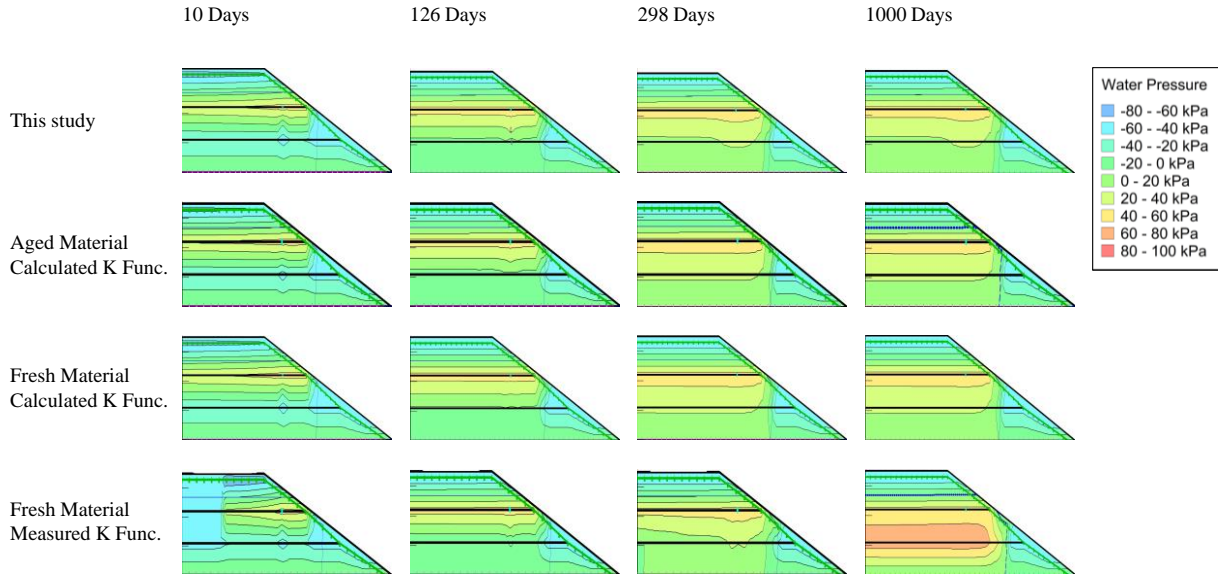 10 Days
126 Days
298 Days
1000 Days
This study
Aged Material
Calculated K Func.
Fresh Material
Calculated K Func.
Fresh Material
Measured K Func.
Water Pressure
-80 - -60 kPa
-60 - -40 kPa
-40 - -20 kPa
-20 - 0 kPa
0 - 20 kPa
20 - 40 kPa
40 - 60 kPa
60 - 80 kPa
80 - 100 kPa